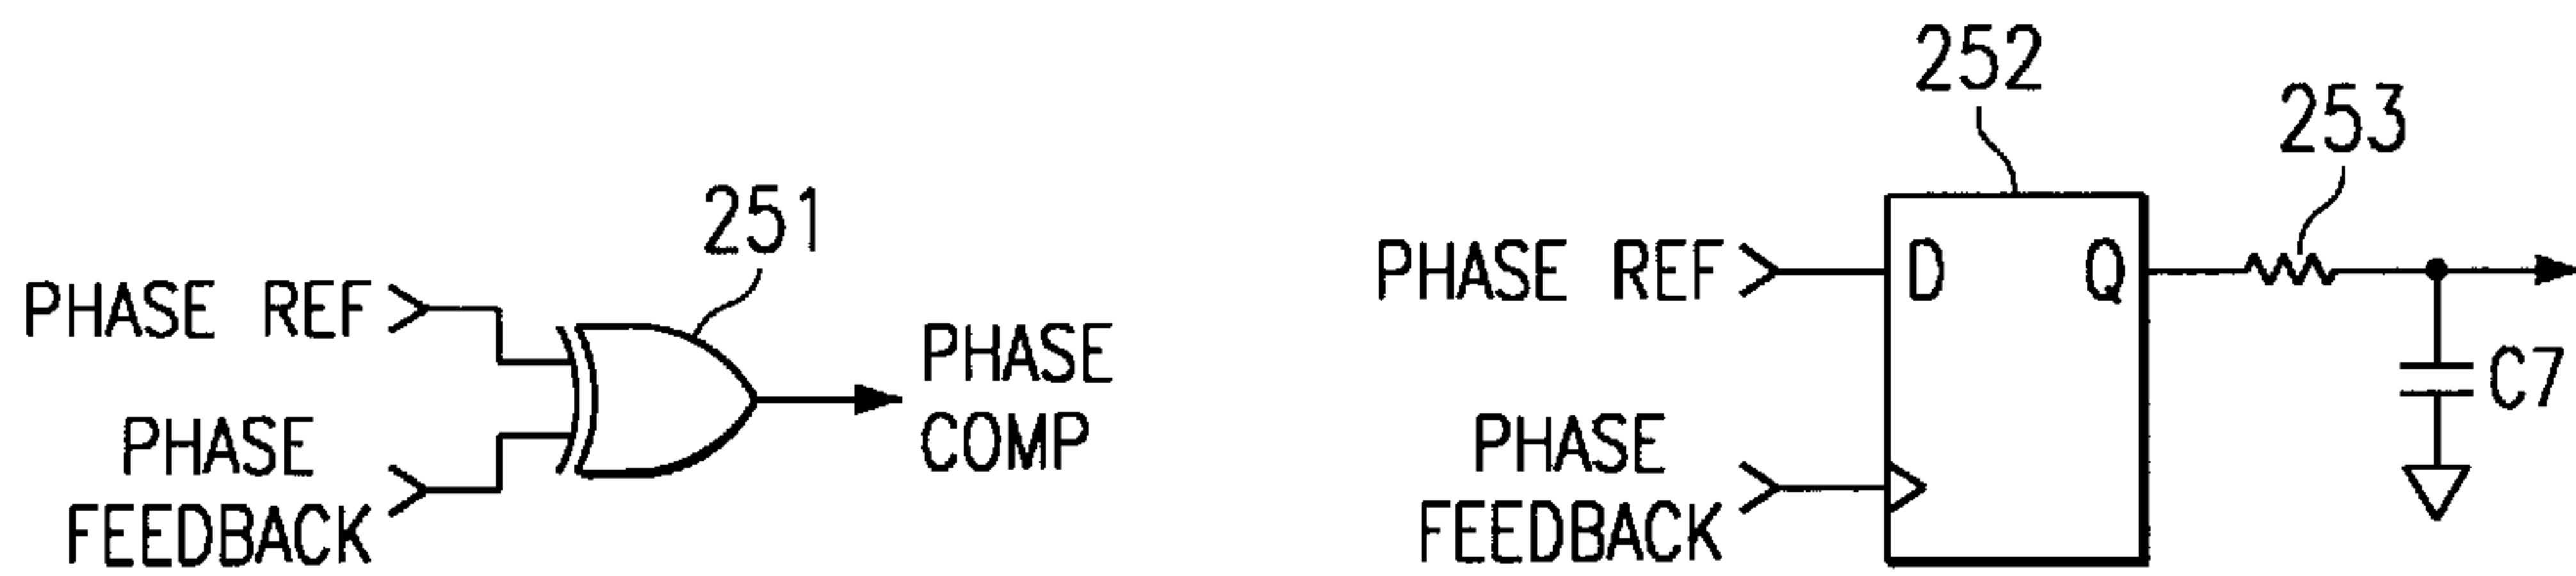 251
PHASE REF
PHASE
FEEDBACK
PHASE
COMP
252
253
PHASE REF
D
Q
PHASE
FEEDBACK
C7